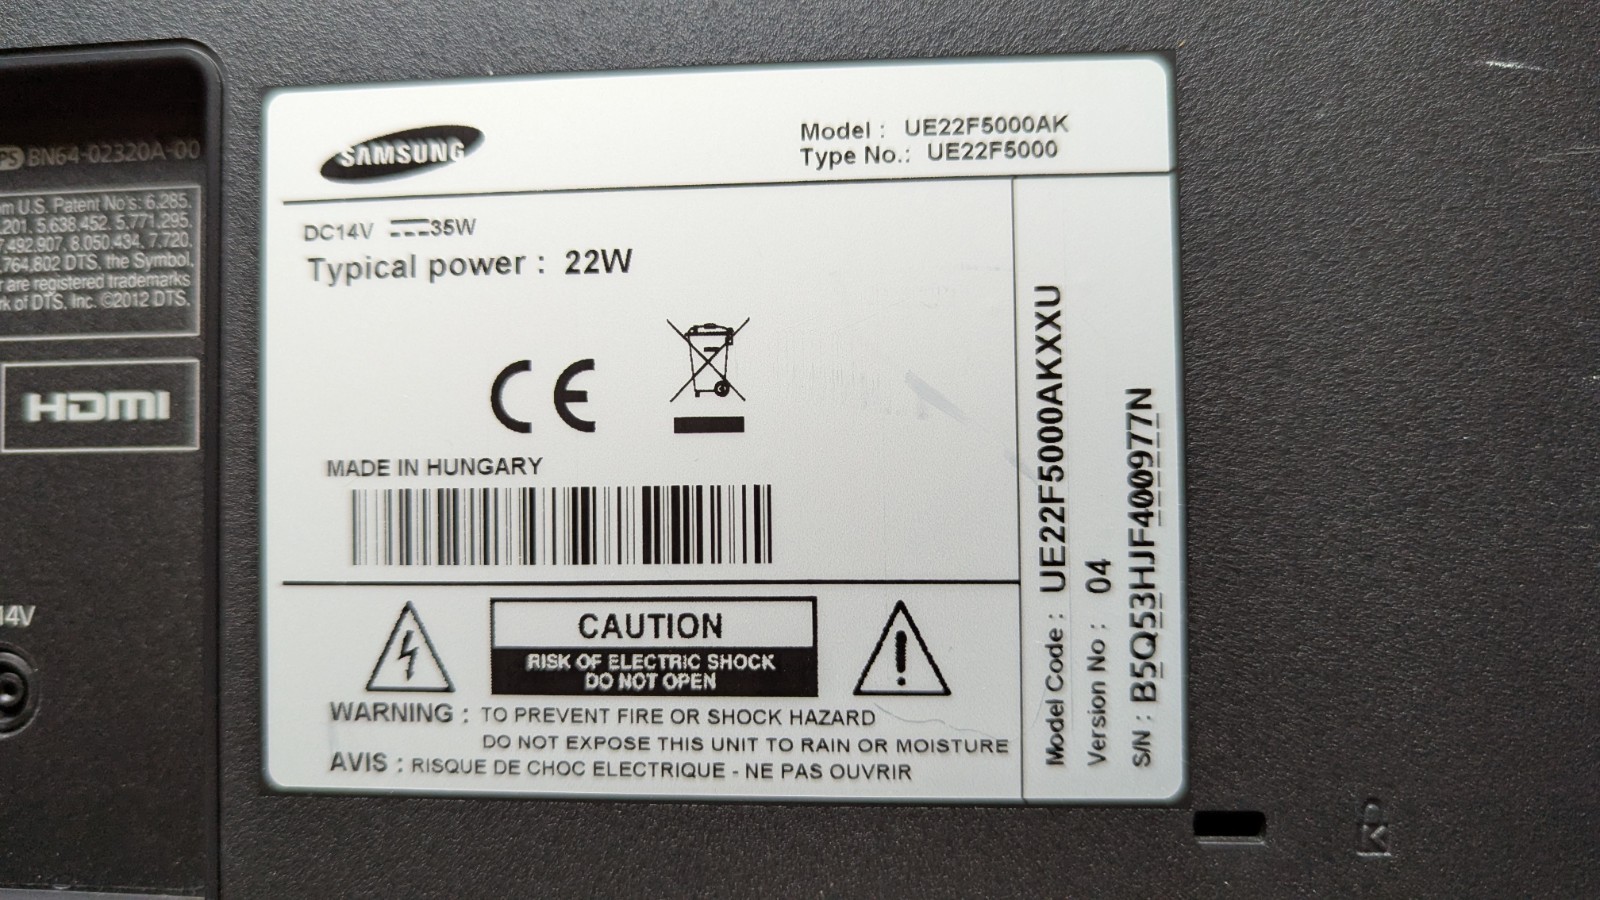 BN64-02320A-00
U.S. Patent No's: 6,285,
201, 5,638,452, 5,771,295,
7,492,907, 8,050,434, 7,720,
764,802 DTS, the Symbol,
are registered trademarks
of DTS, Inc. ©2012 DTS,
HDMI
14V
SAMSUNG
Model : UE22F5000AK
Type No.: UE22F5000
DC14V 35W
Typical power : 22W
CE
MADE IN HUNGARY
CAUTION
RISK OF ELECTRIC SHOCK
DO NOT OPEN
WARNING : TO PREVENT FIRE OR SHOCK HAZARD
DO NOT EXPOSE THIS UNIT TO RAIN OR MOISTURE
AVIS : RISQUE DE CHOC ELECTRIQUE - NE PAS OUVRIR
Model Code : UE22F5000AKXXU
Version No : 04
S/N : B5Q53HJF400977N
K